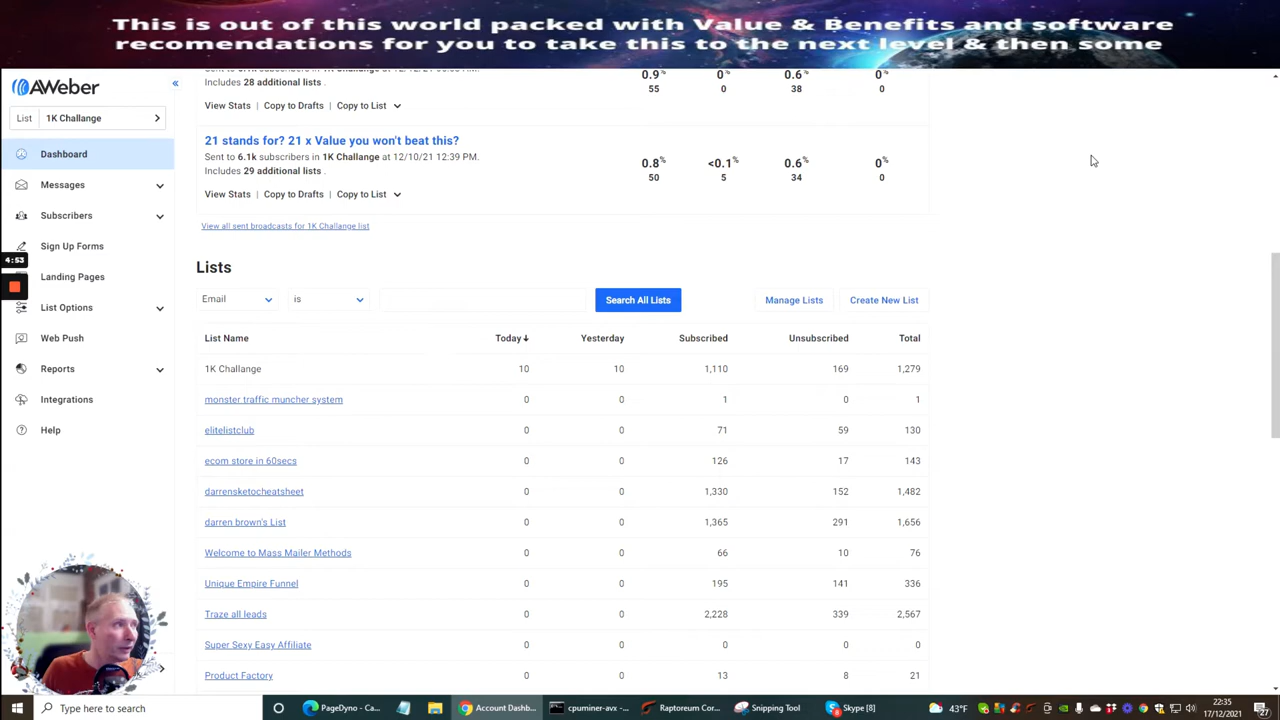 This is out of this world packed with Value & Benefits and software
recomendations for you to take this to the next level & then some
AWeber
«
List 1K Challange
Dashboard
Messages
Subscribers
Sign Up Forms
4:53
Landing Pages
List Options
Web Push
Reports
Integrations
Help
0.9% 0% 0.6% 0%
Includes 28 additional lists .
55 0 38 0
View Stats | Copy to Drafts | Copy to List
21 stands for? 21 x Value you won't beat this?
Sent to 6.1k subscribers in 1K Challange at 12/10/21 12:39 PM.
0.8% <0.1% 0.6% 0%
Includes 29 additional lists .
50 5 34 0
View Stats | Copy to Drafts | Copy to List
View all sent broadcasts for 1K Challange list
Lists
Email is Search All Lists Manage Lists Create New List
List Name Today Yesterday Subscribed Unsubscribed Total
1K Challange 10 10 1,110 169 1,279
monster traffic muncher system 0 0 1 0 1
elitelistclub 0 0 71 59 130
ecom store in 60secs 0 0 126 17 143
darrensketocheatsheet 0 0 1,330 152 1,482
darren brown's List 0 0 1,365 291 1,656
Welcome to Mass Mailer Methods 0 0 66 10 76
Unique Empire Funnel 0 0 195 141 336
Traze all leads 0 0 2,228 339 2,567
Super Sexy Easy Affiliate 0 0 0 0 0
Product Factory 0 0 13 8 21
Type here to search
PageDyno - Ca...
Account Dashb...
cpuminer-avx -...
Raptoreum Cor...
Snipping Tool
Skype [8]
43°F
22:35
17/12/2021